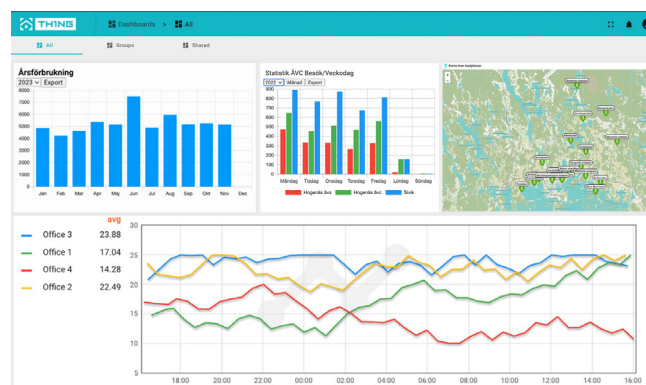 TH1NG
Dashboards > All
All
Groups
Shared
Årsförbrukning
2023 Export
8000
7000
6000
5000
4000
3000
2000
1000
0
Jan Feb Mar Apr Maj Jun Jul Aug Sep Okt Nov Dec
Statistik ÅVC Besök/Veckodag
2022 Månad Export
900
800
700
600
500
400
300
200
100
0
Måndag Tisdag Onsdag Torsdag Fredag Lördag Söndag
Hogenäs åvs Hogenäs åvc Sivik
avg
Office 3 23.88
Office 1 17.04
Office 4 14.28
Office 2 22.49
30
25
20
15
10
5
18:00 20:00 22:00 00:00 02:00 04:00 06:00 08:00 10:00 12:00 14:00 16:00